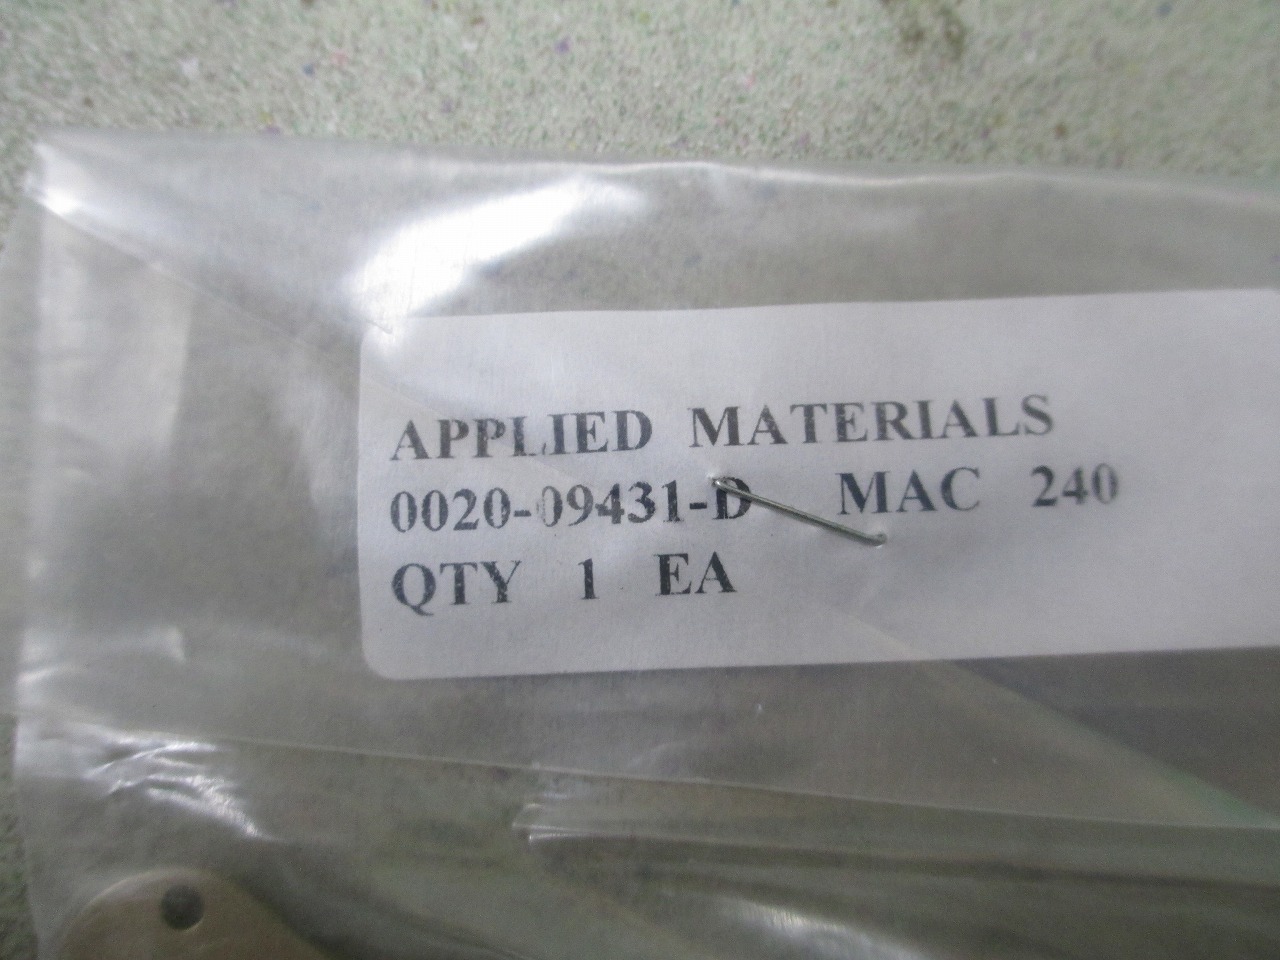 APPLIED MATERIALS
0020-09431-D MAC 240
QTY 1 EA